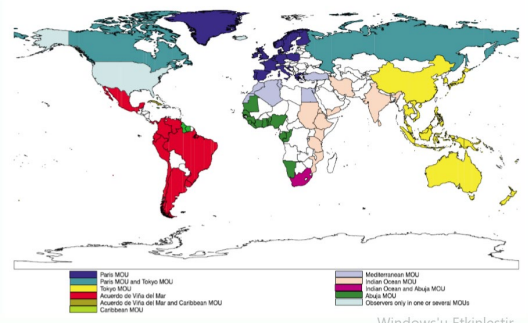 Paris MOU
Paris MOU and Tokyo MOU
Tokyo MOU
Acuerdo de Viña del Mar
Acuerdo de Viña del Mar and Caribbean MOU
Caribbean MOU
Mediterranean MOU
Indian Ocean MOU
Indian Ocean and Abuja MOU
Abuja MOU
Observers only in one or several MOUs
Windows'u Etkinleştir